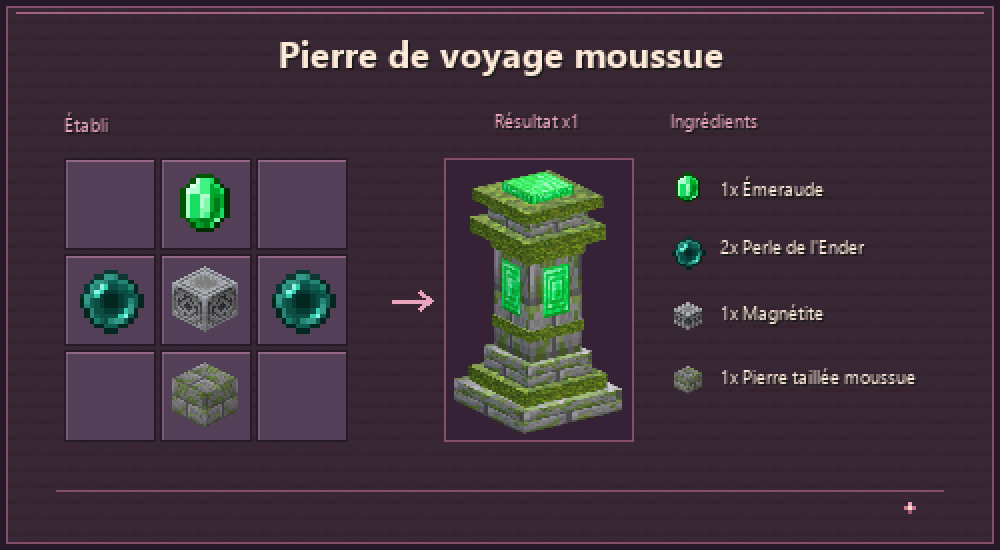 Pierre de voyage moussue
Établi
Résultat x1
Ingrédients
1x Émeraude
2x Perle de l'Ender
1x Magnétite
1x Pierre taillée moussue